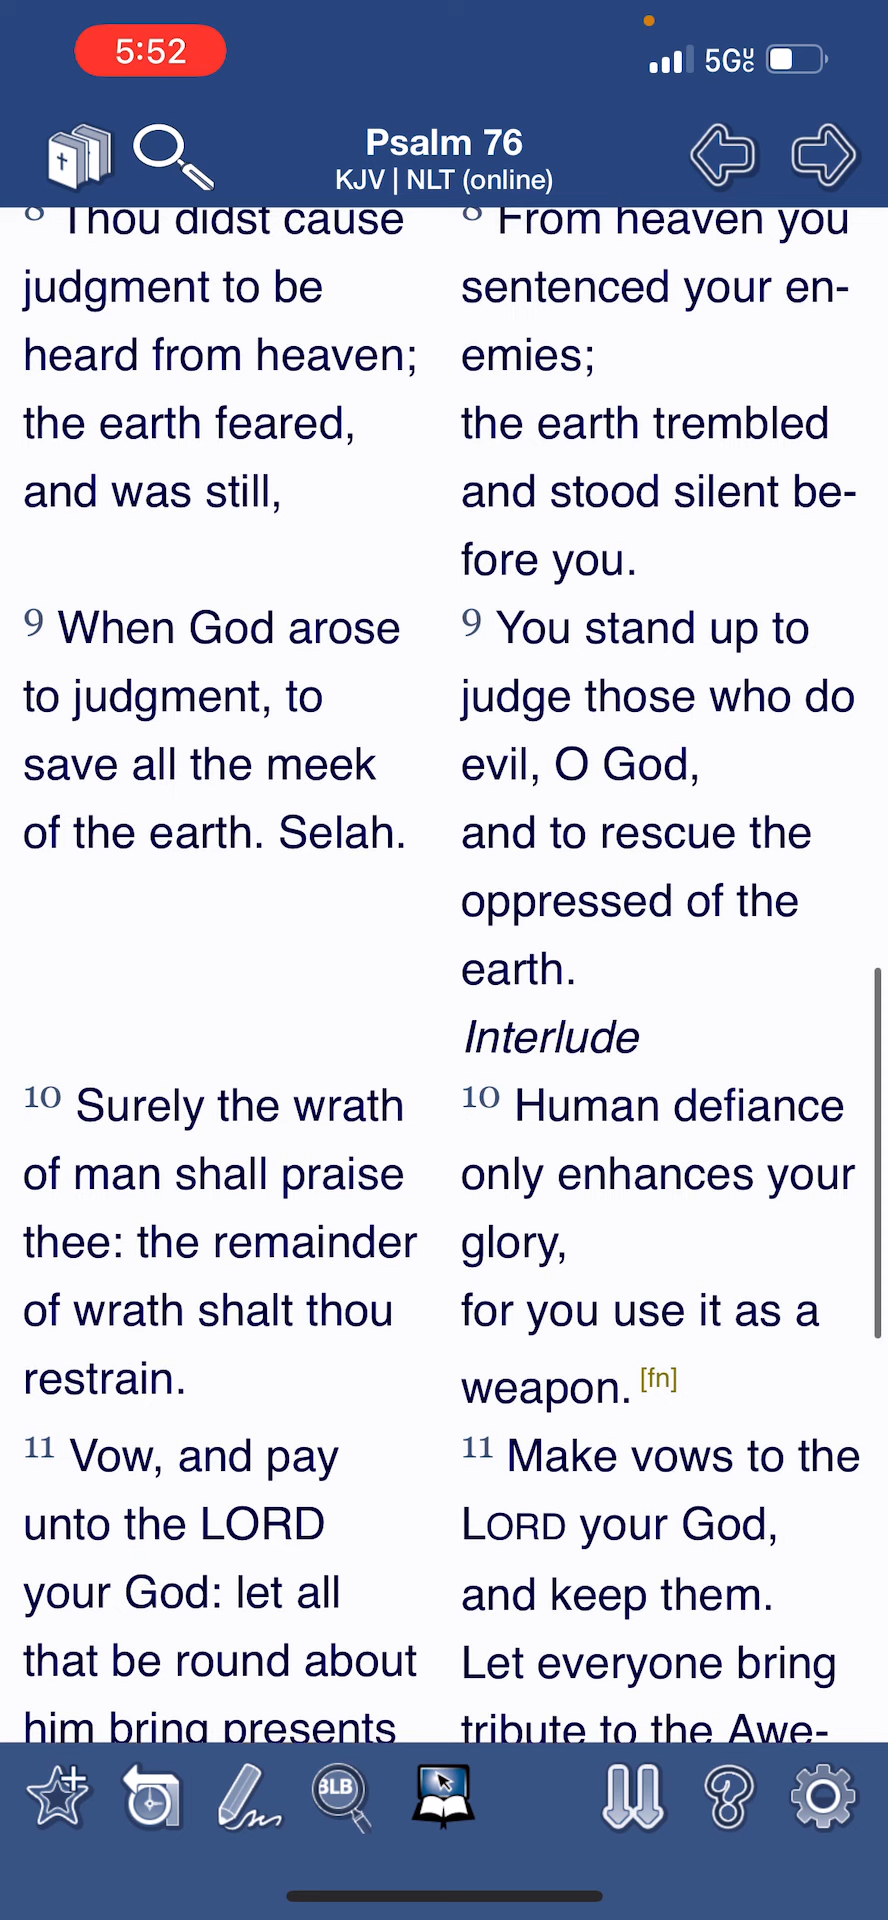 5:52
5G UC
Psalm 76
KJV | NLT (online)
8 Thou didst cause
judgment to be
heard from heaven;
the earth feared,
and was still,
9 When God arose
to judgment, to
save all the meek
of the earth. Selah.
10 Surely the wrath
of man shall praise
thee: the remainder
of wrath shalt thou
restrain.
11 Vow, and pay
unto the LORD
your God: let all
that be round about
him bring presents
8 From heaven you
sentenced your en-
emies;
the earth trembled
and stood silent be-
fore you.
9 You stand up to
judge those who do
evil, O God,
and to rescue the
oppressed of the
earth.
Interlude
10 Human defiance
only enhances your
glory,
for you use it as a
weapon. [fn]
11 Make vows to the
LORD your God,
and keep them.
Let everyone bring
tribute to the Awe-
BLB